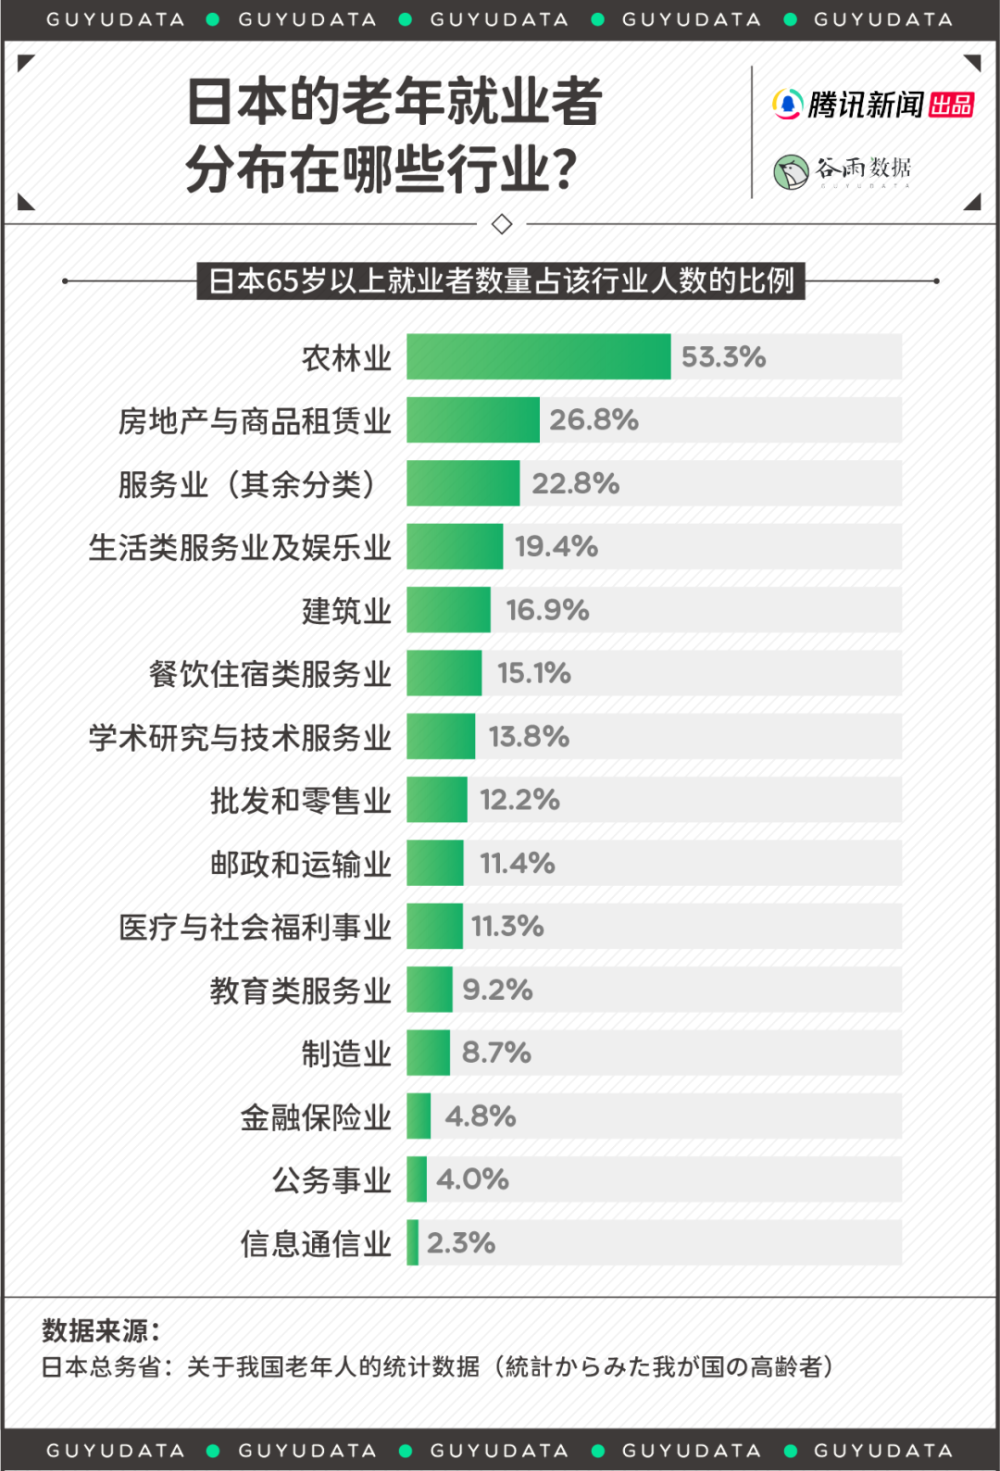 GUYUDATA GUYUDATA GUYUDATA GUYUDATA GUYUDATA
日本的老年就业者
分布在哪些行业？
腾讯新闻 出品
谷雨数据
GUYUDATA
日本65岁以上就业者数量占该行业人数的比例
农林业 53.3%
房地产与商品租赁业 26.8%
服务业（其余分类） 22.8%
生活类服务业及娱乐业 19.4%
建筑业 16.9%
餐饮住宿类服务业 15.1%
学术研究与技术服务业 13.8%
批发和零售业 12.2%
邮政和运输业 11.4%
医疗与社会福利事业 11.3%
教育类服务业 9.2%
制造业 8.7%
金融保险业 4.8%
公务事业 4.0%
信息通信业 2.3%
数据来源：
日本总务省：关于我国老年人的统计数据（統計からみた我が国の高齢者）
GUYUDATA GUYUDATA GUYUDATA GUYUDATA GUYUDATA